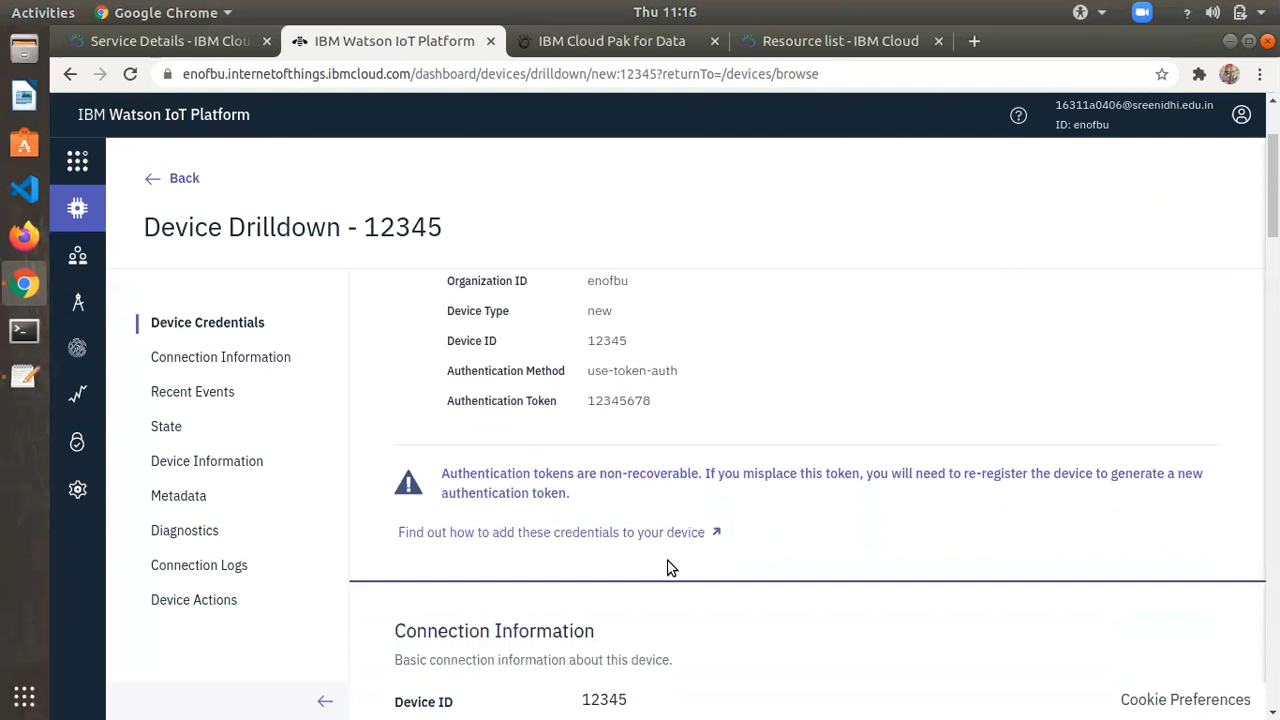 Activities
Google Chrome
Thu 11:16
Service Details - IBM Clou
IBM Watson IoT Platform
IBM Cloud Pak for Data
Resource list - IBM Cloud
enofbu.internetofthings.ibmcloud.com/dashboard/devices/drilldown/new:12345?returnTo=/devices/browse
IBM Watson IoT Platform
16311a0406@sreenidhi.edu.in
ID: enofbu
Back
Device Drilldown - 12345
Device Credentials
Connection Information
Recent Events
State
Device Information
Metadata
Diagnostics
Connection Logs
Device Actions
Organization ID enofbu
Device Type new
Device ID 12345
Authentication Method use-token-auth
Authentication Token 12345678
Authentication tokens are non-recoverable. If you misplace this token, you will need to re-register the device to generate a new
authentication token.
Find out how to add these credentials to your device
Connection Information
Basic connection information about this device.
Device ID 12345
Cookie Preferences